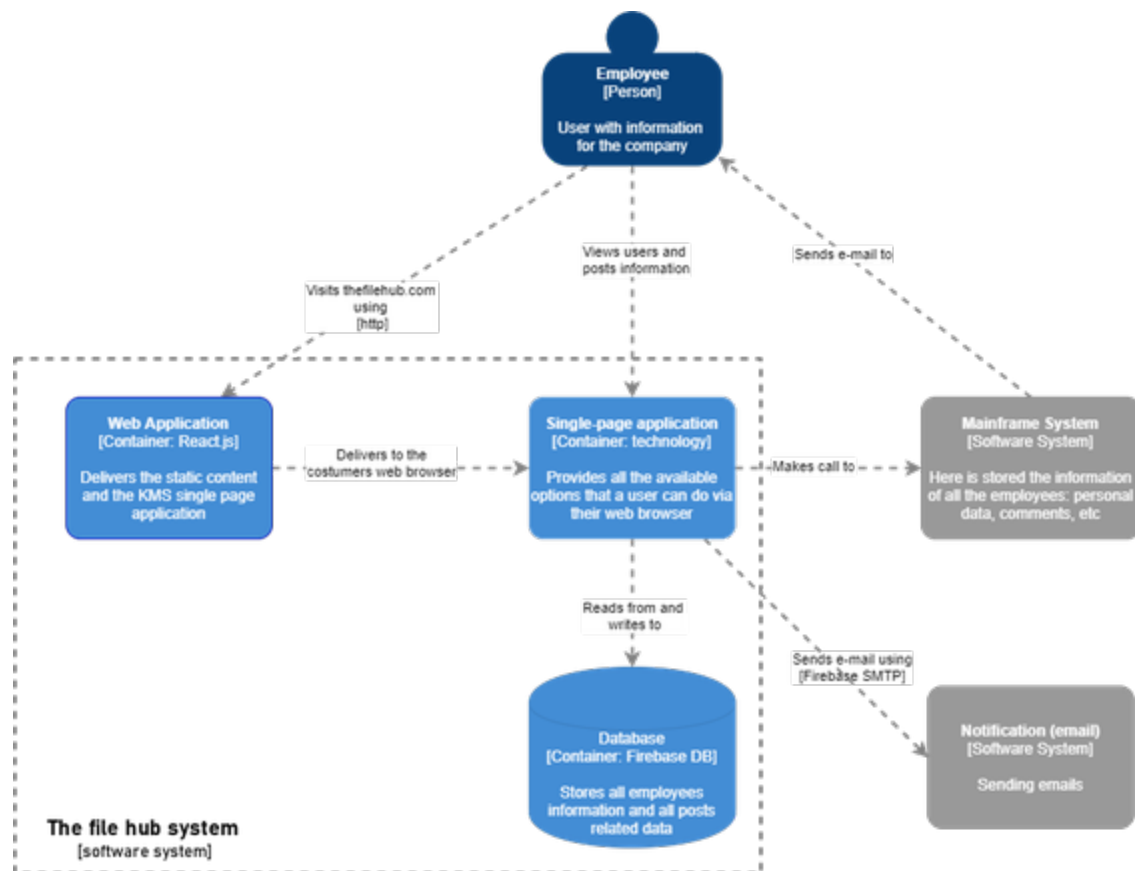 Employee
[Person]
User with information
for the company
Views users and
posts information
Sends e-mail to
Visits thefilehub.com
using
[http]
Web Application
[Container: React.js]
Delivers the static content
and the KMS single page
application
Delivers to the
costumers web browser
Single-page application
[Container: technology]
Provides all the available
options that a user can do via
their web browser
Makes call to
Mainframe System
[Software System]
Here is stored the information
of all the employees: personal
data, comments, etc
Reads from and
writes to
Sends e-mail using
[Firebase SMTP]
Database
[Container: Firebase DB]
Stores all employees
information and all posts
related data
Notification (email)
[Software System]
Sending emails
The file hub system
[software system]